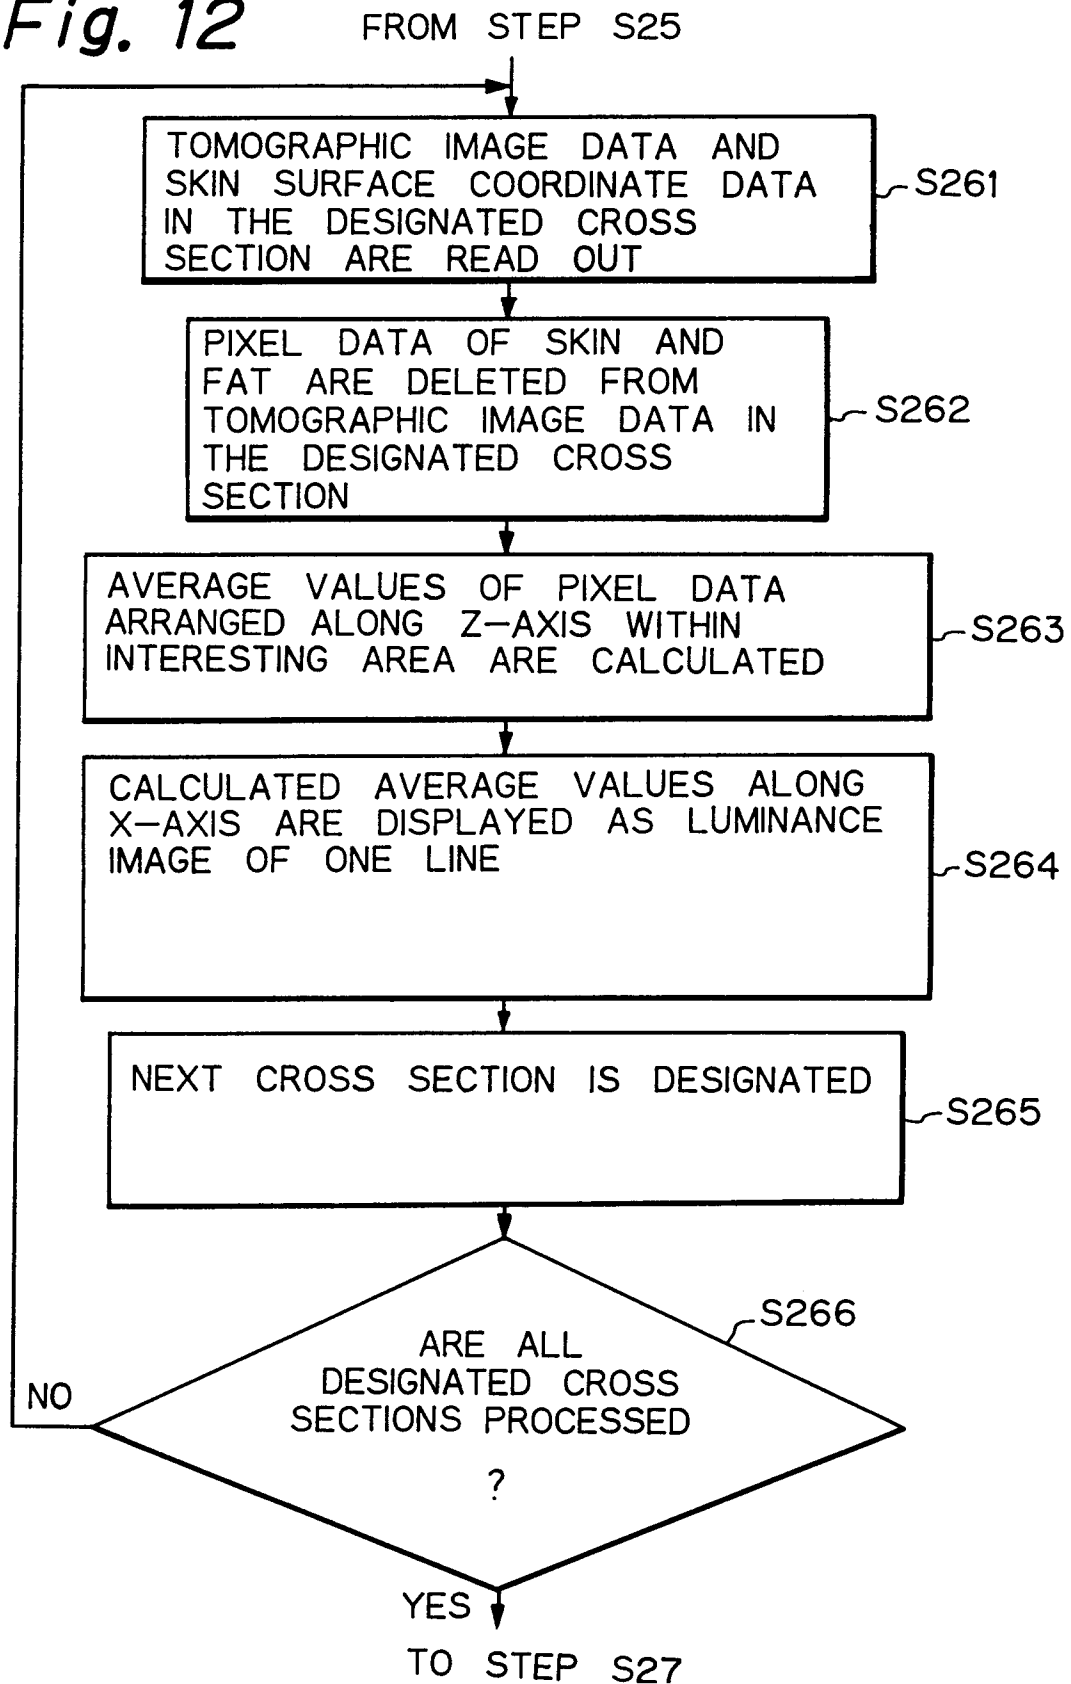 Fig. 12
FROM STEP S25
TOMOGRAPHIC IMAGE DATA AND
SKIN SURFACE COORDINATE DATA
IN THE DESIGNATED CROSS
SECTION ARE READ OUT
S261
PIXEL DATA OF SKIN AND
FAT ARE DELETED FROM
TOMOGRAPHIC IMAGE DATA IN
THE DESIGNATED CROSS
SECTION
S262
AVERAGE VALUES OF PIXEL DATA
ARRANGED ALONG Z-AXIS WITHIN
INTERESTING AREA ARE CALCULATED
S263
CALCULATED AVERAGE VALUES ALONG
X-AXIS ARE DISPLAYED AS LUMINANCE
IMAGE OF ONE LINE
S264
NEXT CROSS SECTION IS DESIGNATED
S265
S266
ARE ALL
DESIGNATED CROSS
SECTIONS PROCESSED
?
NO
YES
TO STEP S27